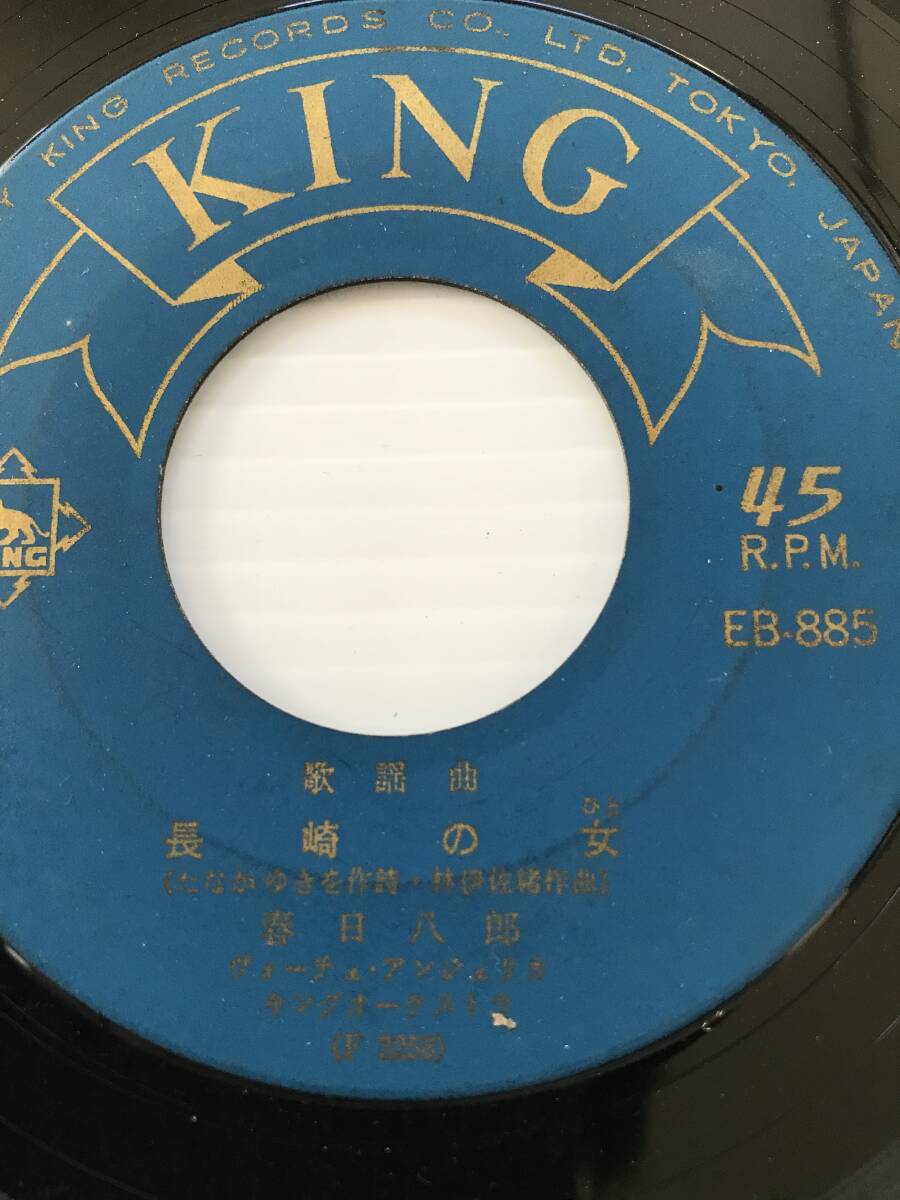 KING RECORDS CO., LTD. TOKYO, JAPAN
KING
45
R.P.M.
EB-885
歌謡曲
ひと
長崎の女
(たなかゆきを作詩・林伊佐緒作曲)
春日八郎
ヴォーチェ・アンジェリカ
キングオーケストラ